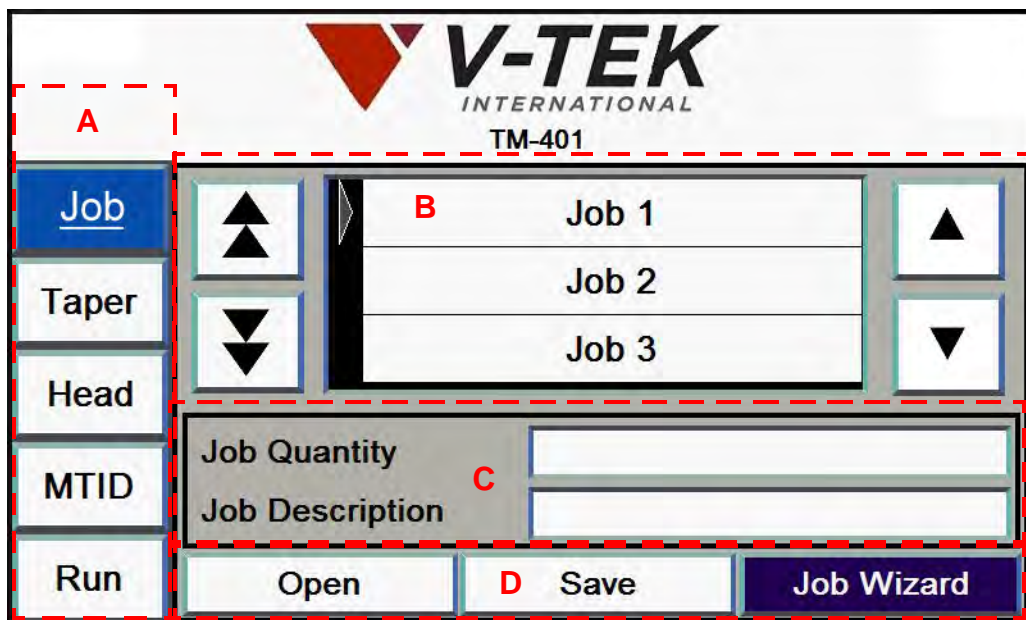 V-TEK
INTERNATIONAL
TM-401
A
Job
Taper
Head
MTID
Run
B
Job 1
Job 2
Job 3
Job Quantity
C
Job Description
Open
D
Save
Job Wizard